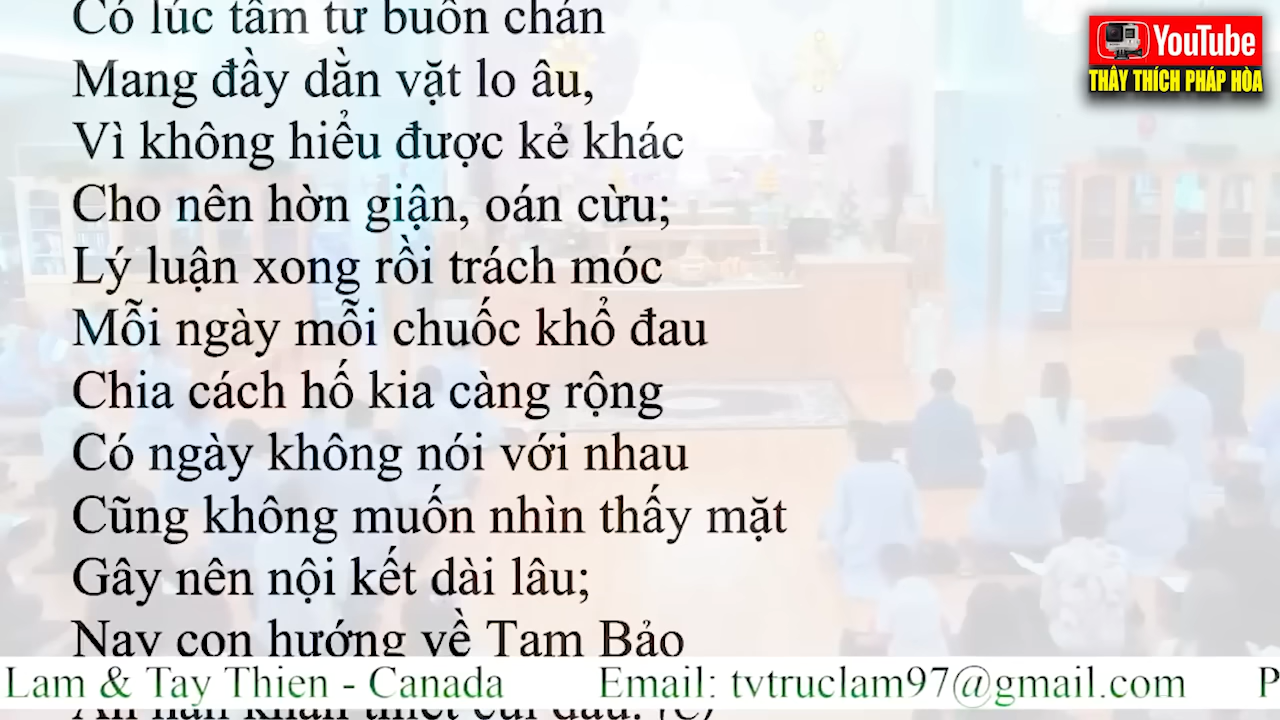 Có lúc tâm tư buồn chán
Mang đầy dằn vặt lo âu,
Vì không hiểu được kẻ khác
Cho nên hờn giận, oán cừu;
Lý luận xong rồi trách móc
Mỗi ngày mỗi chuốc khổ đau
Chia cách hố kia càng rộng
Có ngày không nói với nhau
Cũng không muốn nhìn thấy mặt
Gây nên nội kết dài lâu;
Nay con hướng về Tam Bảo
YouTube
THẦY THÍCH PHÁP HÒA
Lam & Tay Thien - Canada Email: tvtruclam97@gmail.com P